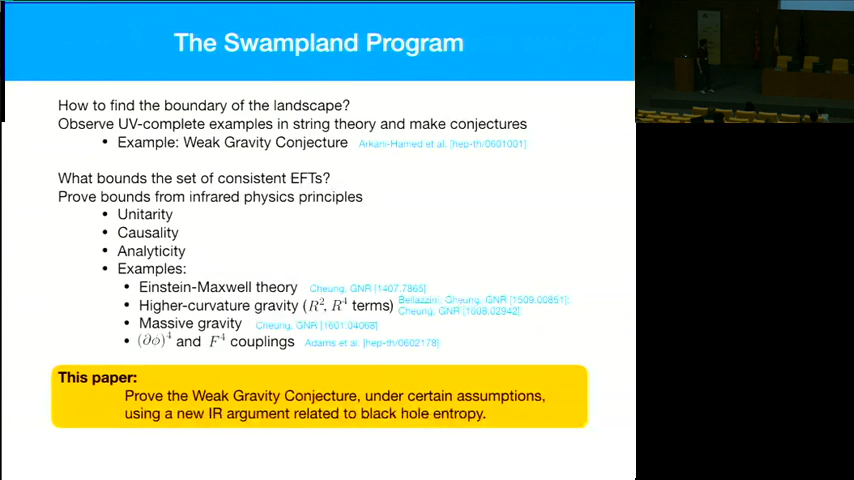 The Swampland Program
How to find the boundary of the landscape?
Observe UV-complete examples in string theory and make conjectures
• Example: Weak Gravity Conjecture Arkani-Hamed et al. [hep-th/0601001]
What bounds the set of consistent EFTs?
Prove bounds from infrared physics principles
• Unitarity
• Causality
• Analyticity
• Examples:
• Einstein-Maxwell theory Cheung, GNR [1407.7865]
• Higher-curvature gravity (R², R⁴ terms) Bellazzini, Cheung, GNR [1509.00851];
Cheung, GNR [1608.02942]
• Massive gravity Cheung, GNR [1601.04068]
• (∂ϕ)⁴ and F⁴ couplings Adams et al. [hep-th/0602178]
This paper:
Prove the Weak Gravity Conjecture, under certain assumptions,
using a new IR argument related to black hole entropy.